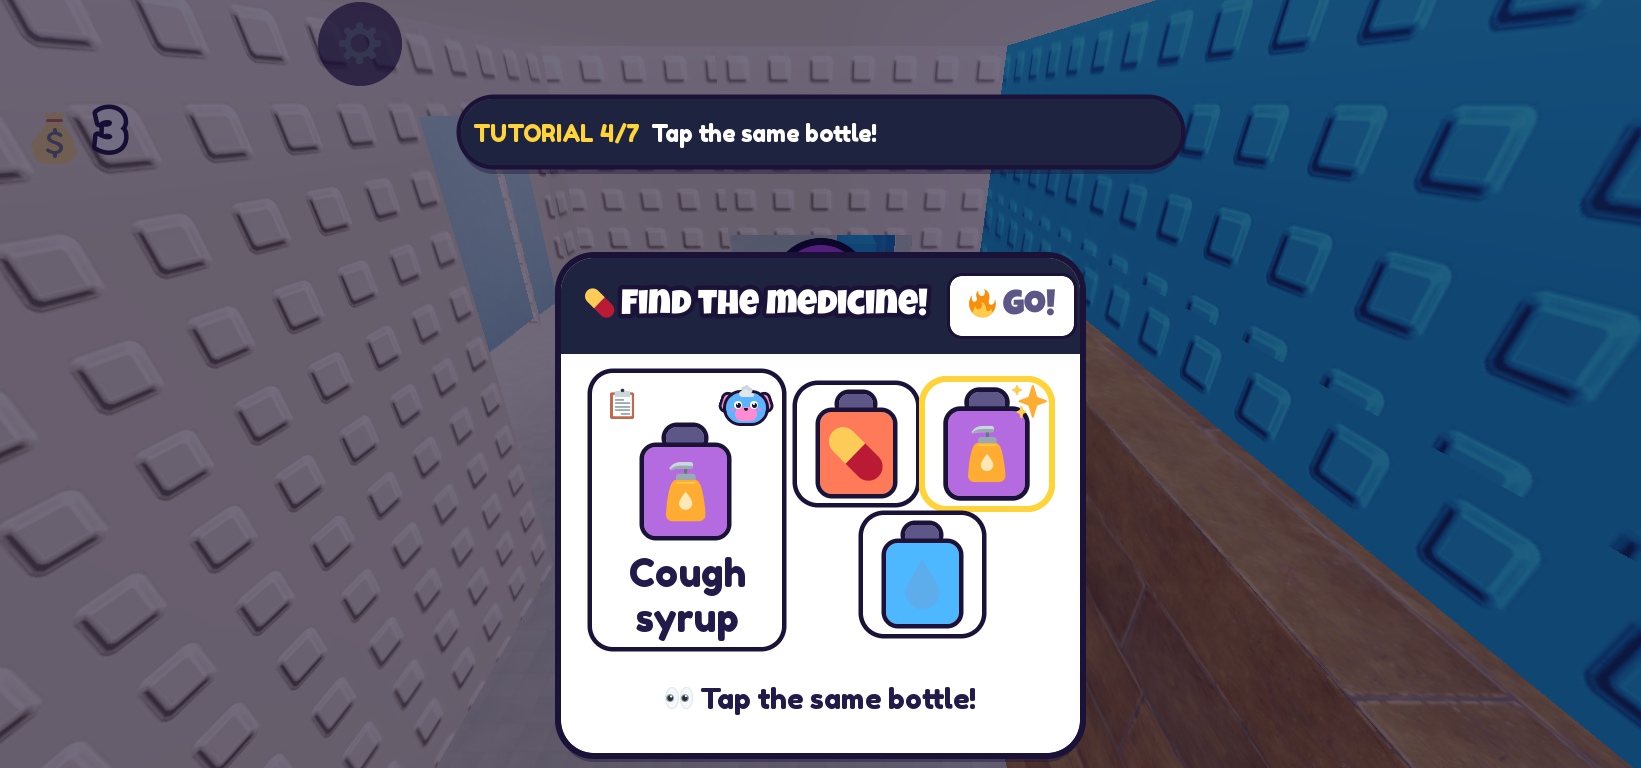 3
TUTORIAL 4/7 Tap the same bottle!
FIND THE MEDICINE!
GO!
Cough
syrup
Tap the same bottle!